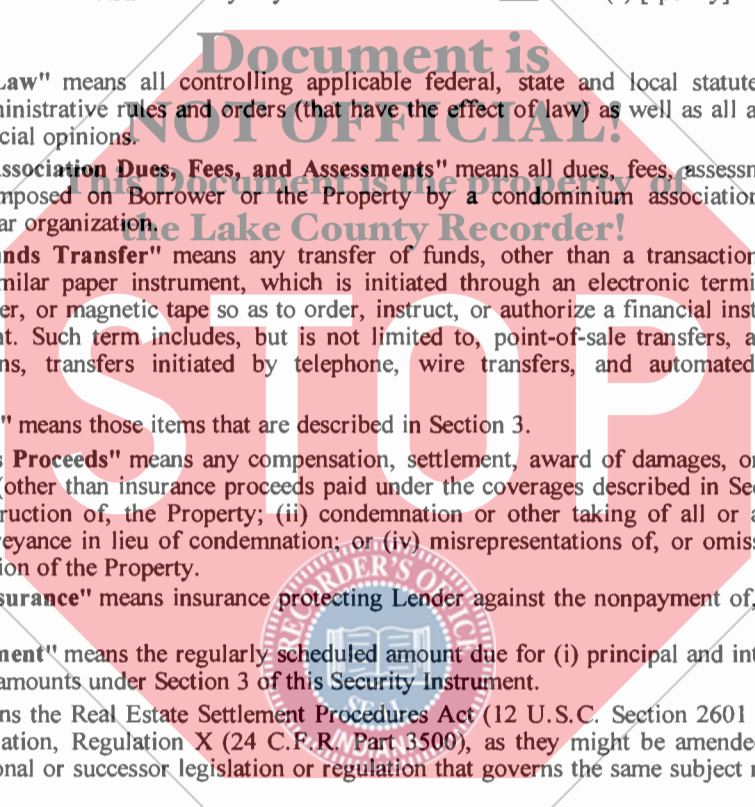 Document is
Law" means all controlling applicable federal, state and local statute
ministrative rules and orders (that have the effect of law) as well as all a
NOT OFFICIAL!
cial opinions.
ssociation Dues, Fees, and Assessments" means all dues, fees, assessm
This Document is the property of
mposed on Borrower or the Property by a condominium association
ar organization.
the Lake County Recorder!
nds Transfer" means any transfer of funds, other than a transaction
milar paper instrument, which is initiated through an electronic termi
er, or magnetic tape so as to order, instruct, or authorize a financial inst
nt. Such term includes, but is not limited to, point-of-sale transfers, a
ns, transfers initiated by telephone, wire transfers, and automated
STOP
" means those items that are described in Section 3.
s Proceeds" means any compensation, settlement, award of damages, or
(other than insurance proceeds paid under the coverages described in Sec
ruction of, the Property; (ii) condemnation or other taking of all or a
veyance in lieu of condemnation; or (iv) misrepresentations of, or omiss
ion of the Property.
surance" means insurance protecting Lender against the nonpayment of,
RECORDER'S OFFICE
ment" means the regularly scheduled amount due for (i) principal and int
amounts under Section 3 of this Security Instrument.
SEAL
ns the Real Estate Settlement Procedures Act (12 U.S.C. Section 2601
INDIANA
ation, Regulation X (24 C.F.R. Part 3500), as they might be amended
onal or successor legislation or regulation that governs the same subject m